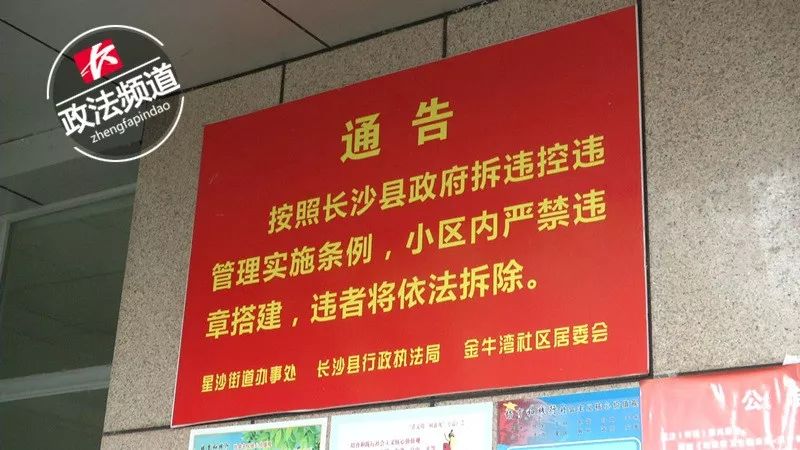 政法频道
zhengfapindao
通告
按照长沙县政府拆违控违
管理实施条例，小区内严禁违
章搭建，违者将依法拆除。
星沙街道办事处 长沙县行政执法局 金牛湾社区居委会
公